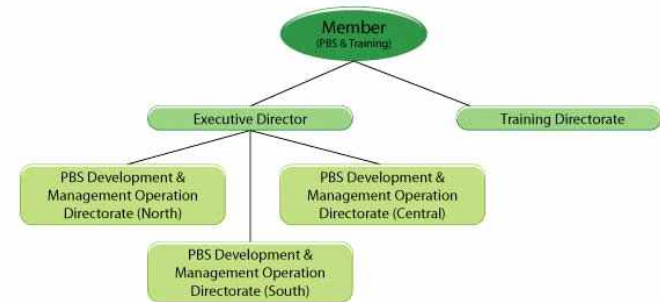 Member
(PBS & Training)
Executive Director
Training Directorate
PBS Development &
Management Operation
Directorate (North)
PBS Development &
Management Operation
Directorate (Central)
PBS Development &
Management Operation
Directorate (South)